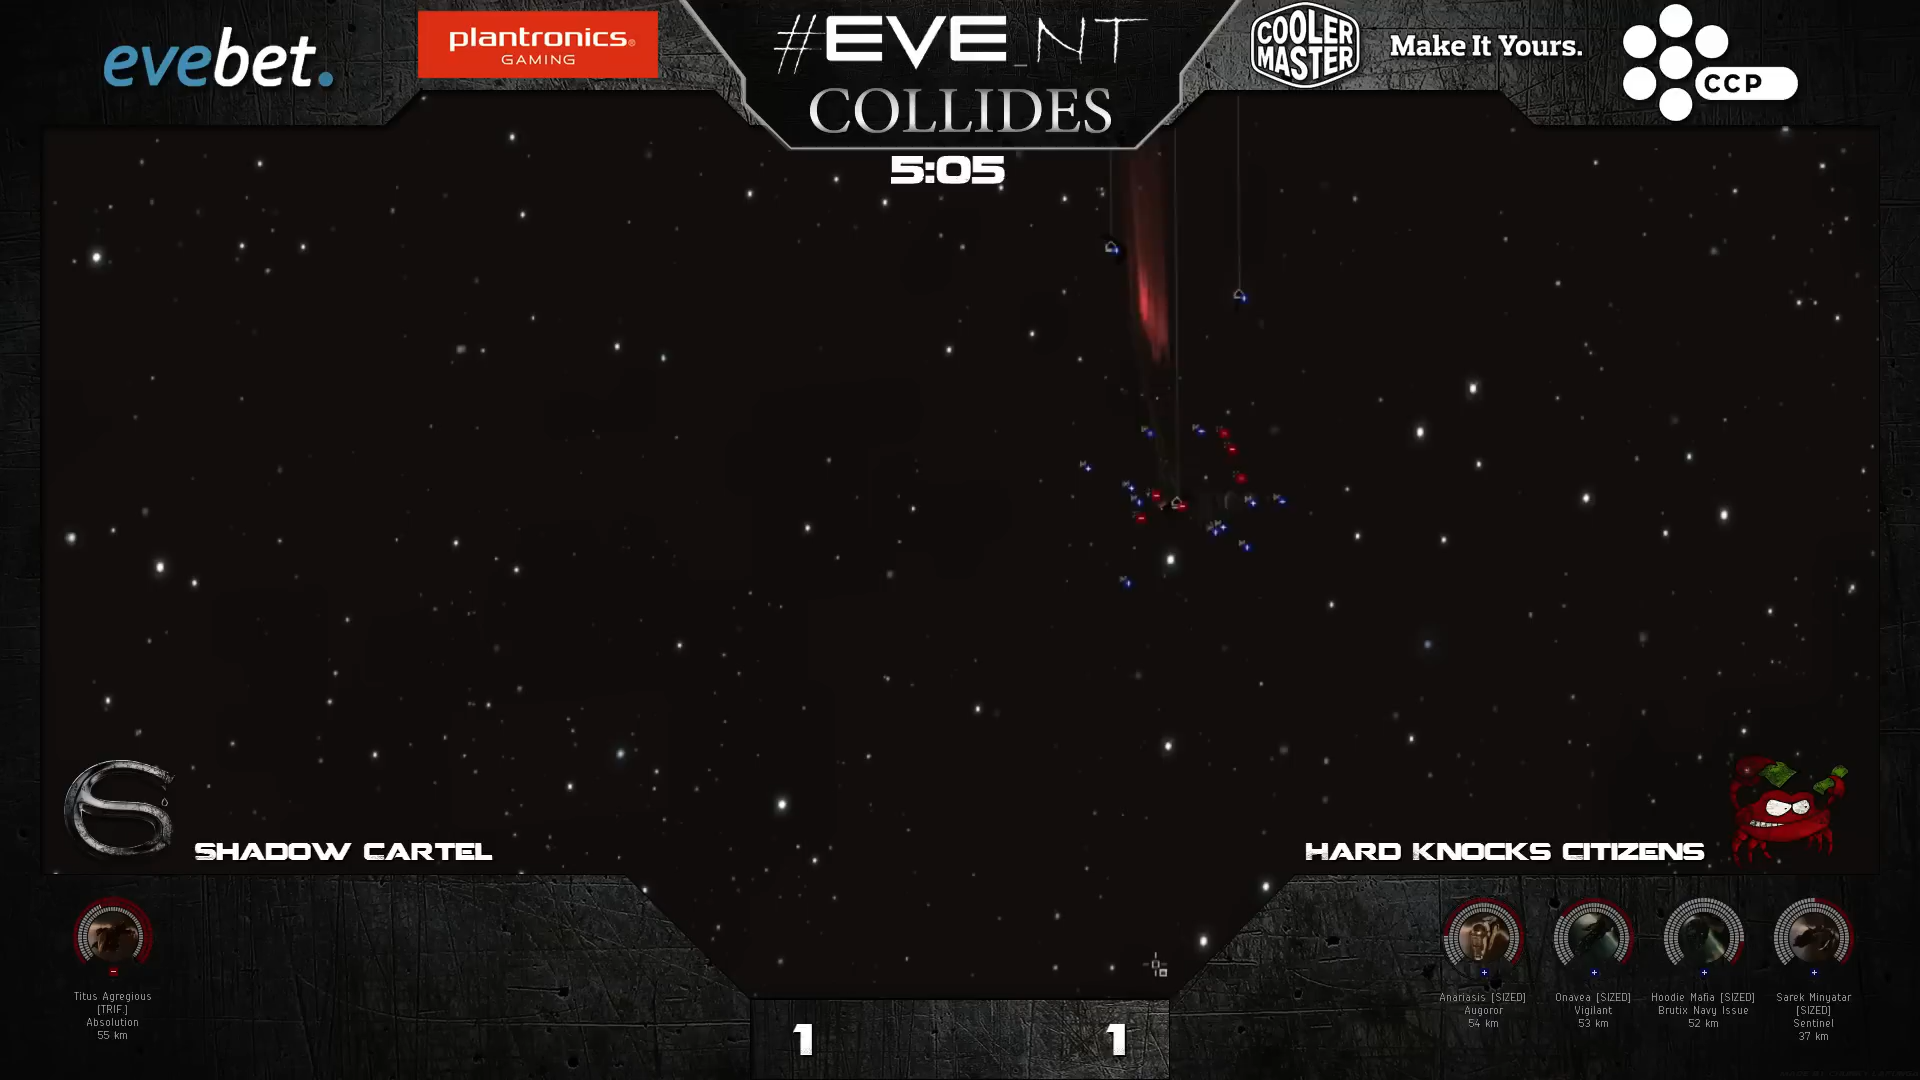 evebet.
plantronics®
GAMING
#EVE_NT
COLLIDES
COOLER
MASTER
Make It Yours.
CCP
5:05
SHADOW CARTEL
HARD KNOCKS CITIZENS
Titus Agregious
[TRIF.]
Absolution
55 km
Anariasis [SIZED]
Augoror
54 km
Onavea [SIZED]
Vigilant
53 km
Hoodie Mafia [SIZED]
Brutix Navy Issue
52 km
Sarek Minyatar
[SIZED]
Sentinel
37 km
1
1